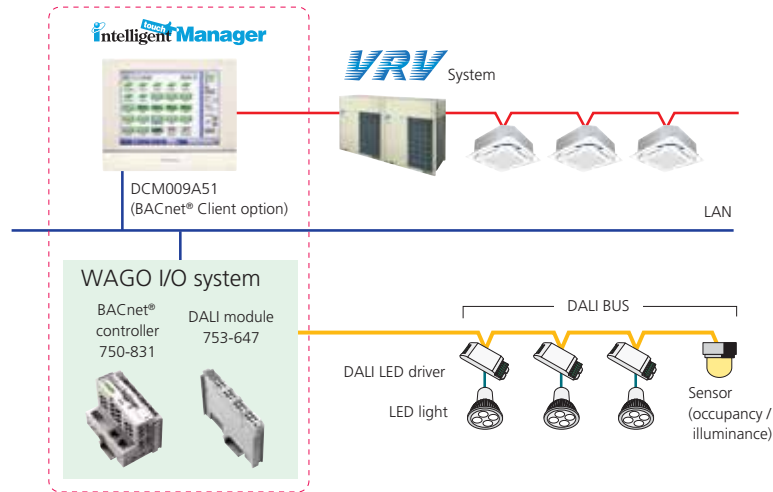 touch
intelligent Manager
VRV System
DCM009A51
(BACnet® Client option)
LAN
WAGO I/O system
BACnet®
controller
750-831
DALI module
753-647
DALI BUS
DALI LED driver
LED light
Sensor
(occupancy /
illuminance)